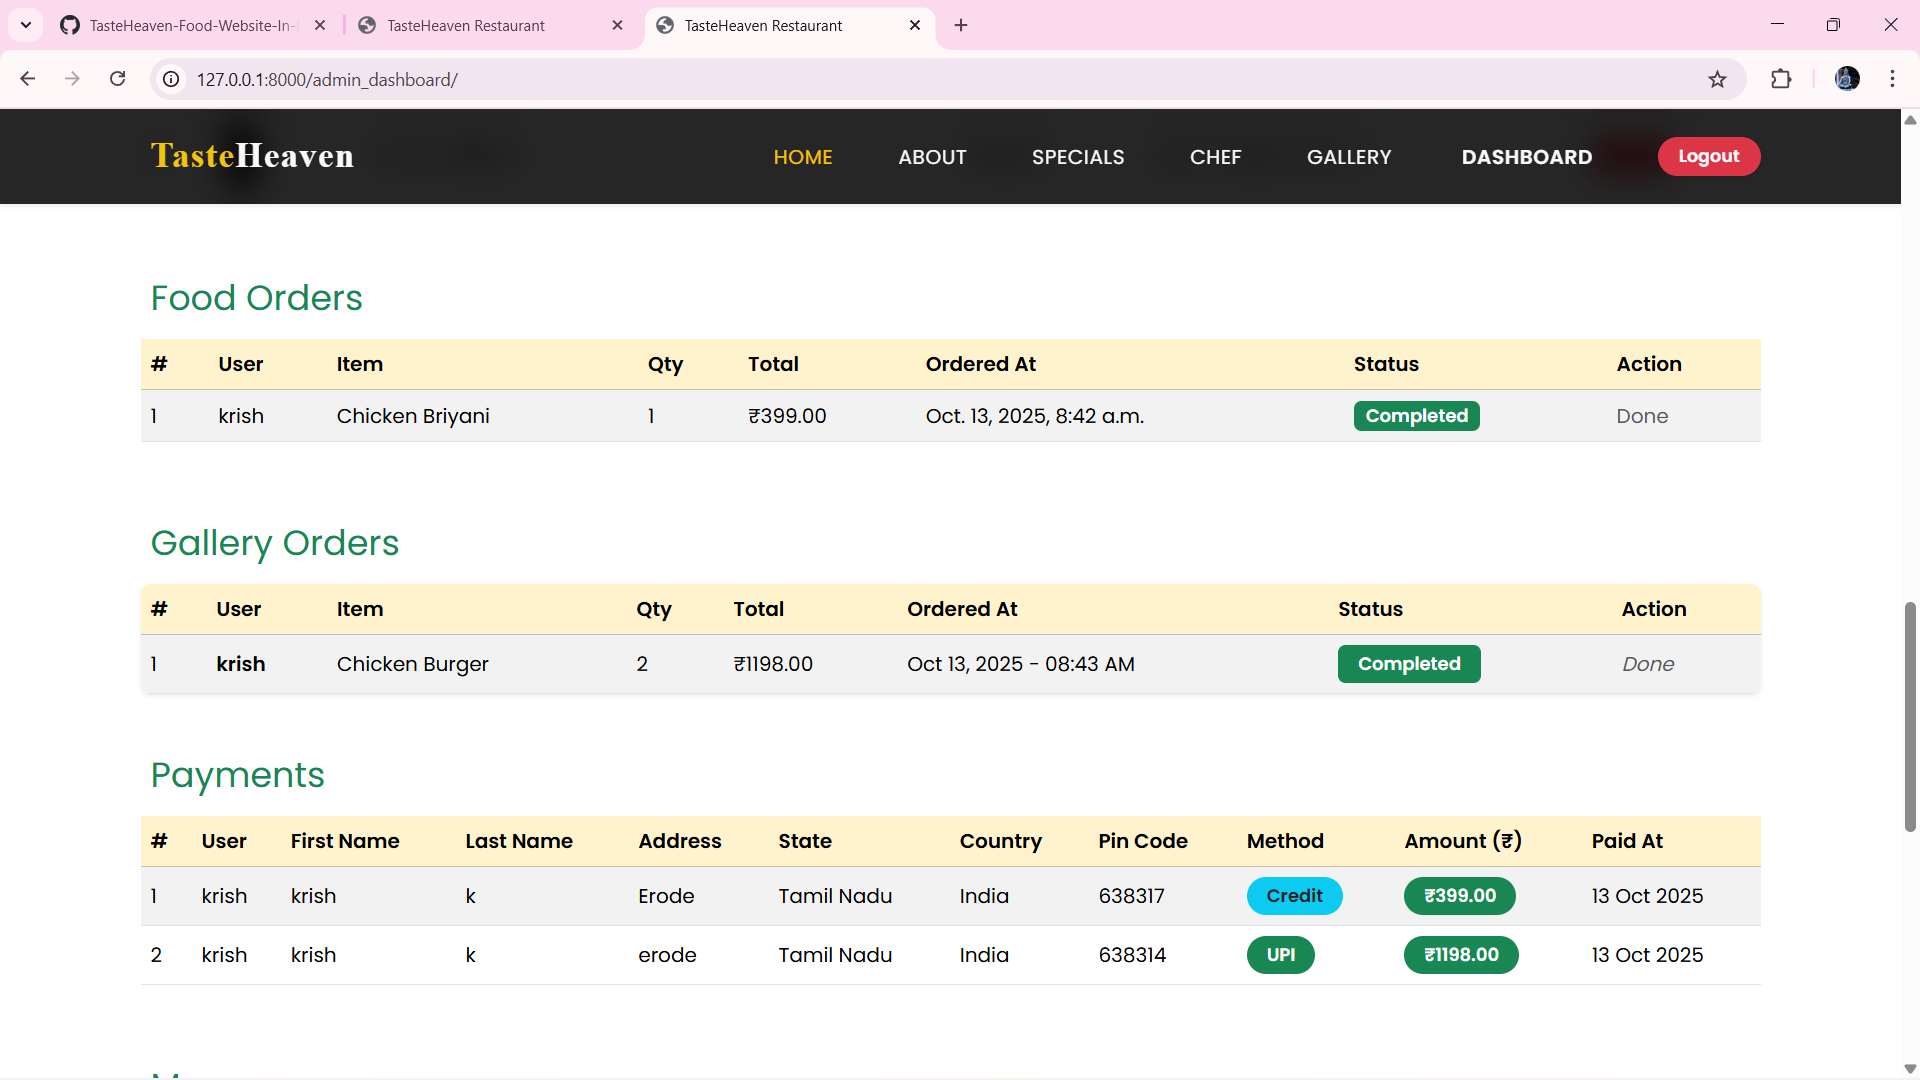 TasteHeaven-Food-Website-In-
TasteHeaven Restaurant
TasteHeaven Restaurant
127.0.0.1:8000/admin_dashboard/
TasteHeaven
HOME ABOUT SPECIALS CHEF GALLERY DASHBOARD Logout
Food Orders
# User Item Qty Total Ordered At Status Action
1 krish Chicken Briyani 1 ₹399.00 Oct. 13, 2025, 8:42 a.m. Completed Done
Gallery Orders
# User Item Qty Total Ordered At Status Action
1 krish Chicken Burger 2 ₹1198.00 Oct 13, 2025 - 08:43 AM Completed Done
Payments
# User First Name Last Name Address State Country Pin Code Method Amount (₹) Paid At
1 krish krish k Erode Tamil Nadu India 638317 Credit ₹399.00 13 Oct 2025
2 krish krish k erode Tamil Nadu India 638314 UPI ₹1198.00 13 Oct 2025